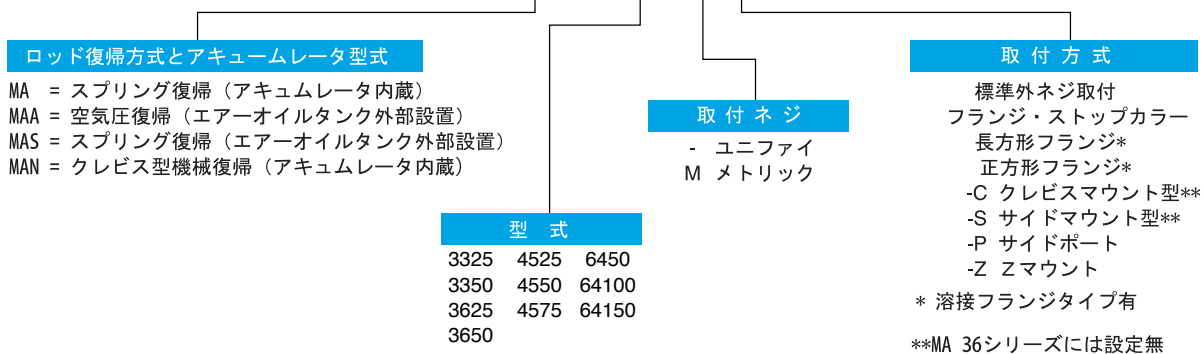 ロッド復帰方式とアキュームレータ型式
MA = スプリング復帰（アキュムレータ内蔵）
MAA = 空気圧復帰（エアーオイルタンク外部設置）
MAS = スプリング復帰（エアーオイルタンク外部設置）
MAN = クレビス型機械復帰（アキュムレータ内蔵）
型 式
3325 4525 6450
3350 4550 64100
3625 4575 64150
3650
取 付 ネ ジ
- ユニファイ
M メトリック
取 付 方 式
標準外ネジ取付
フランジ・ストップカラー
長方形フランジ*
正方形フランジ*
-C クレビスマウント型**
-S サイドマウント型**
-P サイドポート
-Z Zマウント
* 溶接フランジタイプ有
**MA 36シリーズには設定無